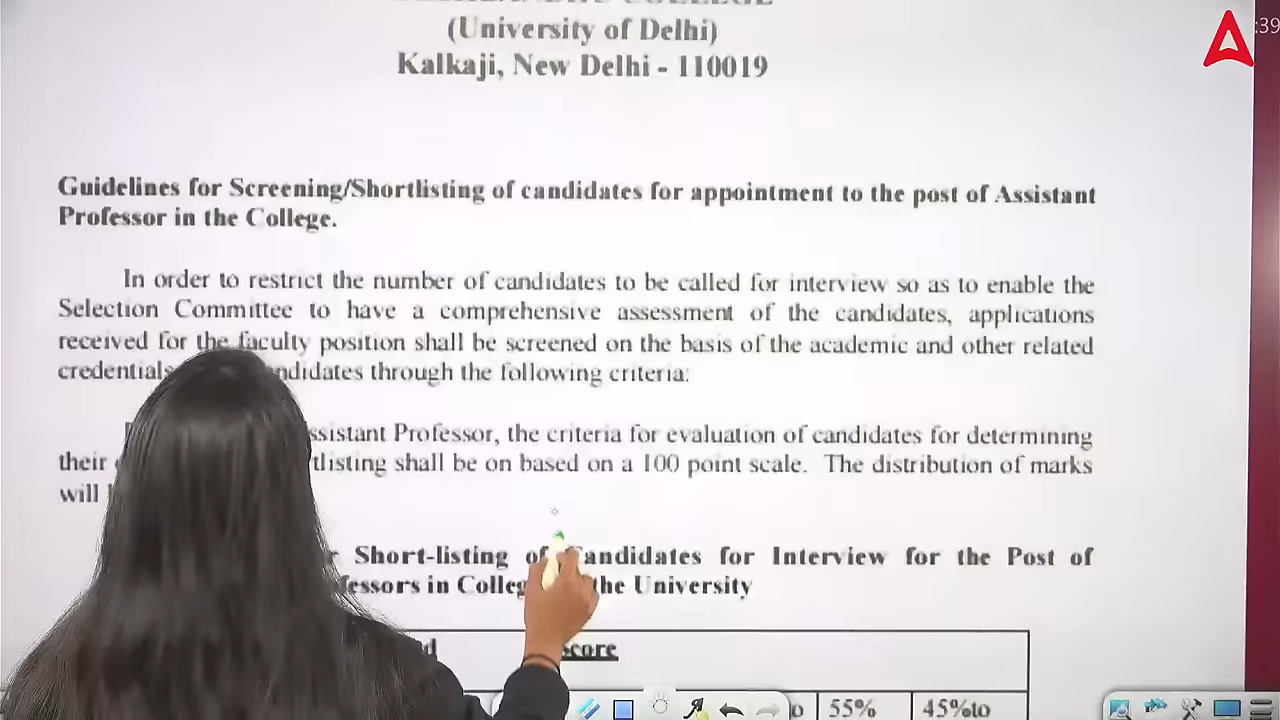 (University of Delhi)
Kalkaji, New Delhi - 110019
:39
Guidelines for Screening/Shortlisting of candidates for appointment to the post of Assistant
Professor in the College.
In order to restrict the number of candidates to be called for interview so as to enable the
Selection Committee to have a comprehensive assessment of the candidates, applications
received for the faculty position shall be screened on the basis of the academic and other related
credentials ndidates through the following criteria:
ssistant Professor, the criteria for evaluation of candidates for determining
their tlisting shall be on based on a 100 point scale. The distribution of marks
will
r Short-listing of Candidates for Interview for the Post of
fessors in Colleg the University
d core
o 55% 45%to